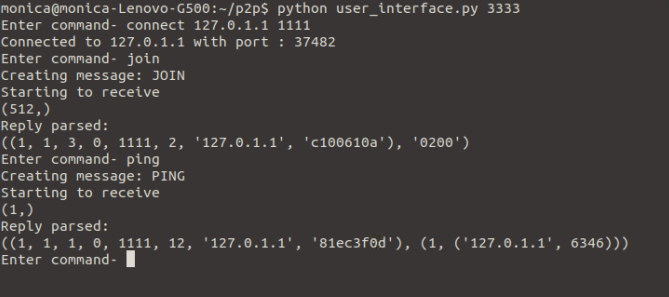 monica@monica-Lenovo-G500:~/p2p$ python user_interface.py 3333
Enter command- connect 127.0.1.1 1111
Connected to 127.0.1.1 with port : 37482
Enter command- join
Creating message: JOIN
Starting to receive
(512,)
Reply parsed:
((1, 1, 3, 0, 1111, 2, '127.0.1.1', 'c100610a'), '0200')
Enter command- ping
Creating message: PING
Starting to receive
(1,)
Reply parsed:
((1, 1, 1, 0, 1111, 12, '127.0.1.1', '81ec3f0d'), (1, ('127.0.1.1', 6346)))
Enter command-